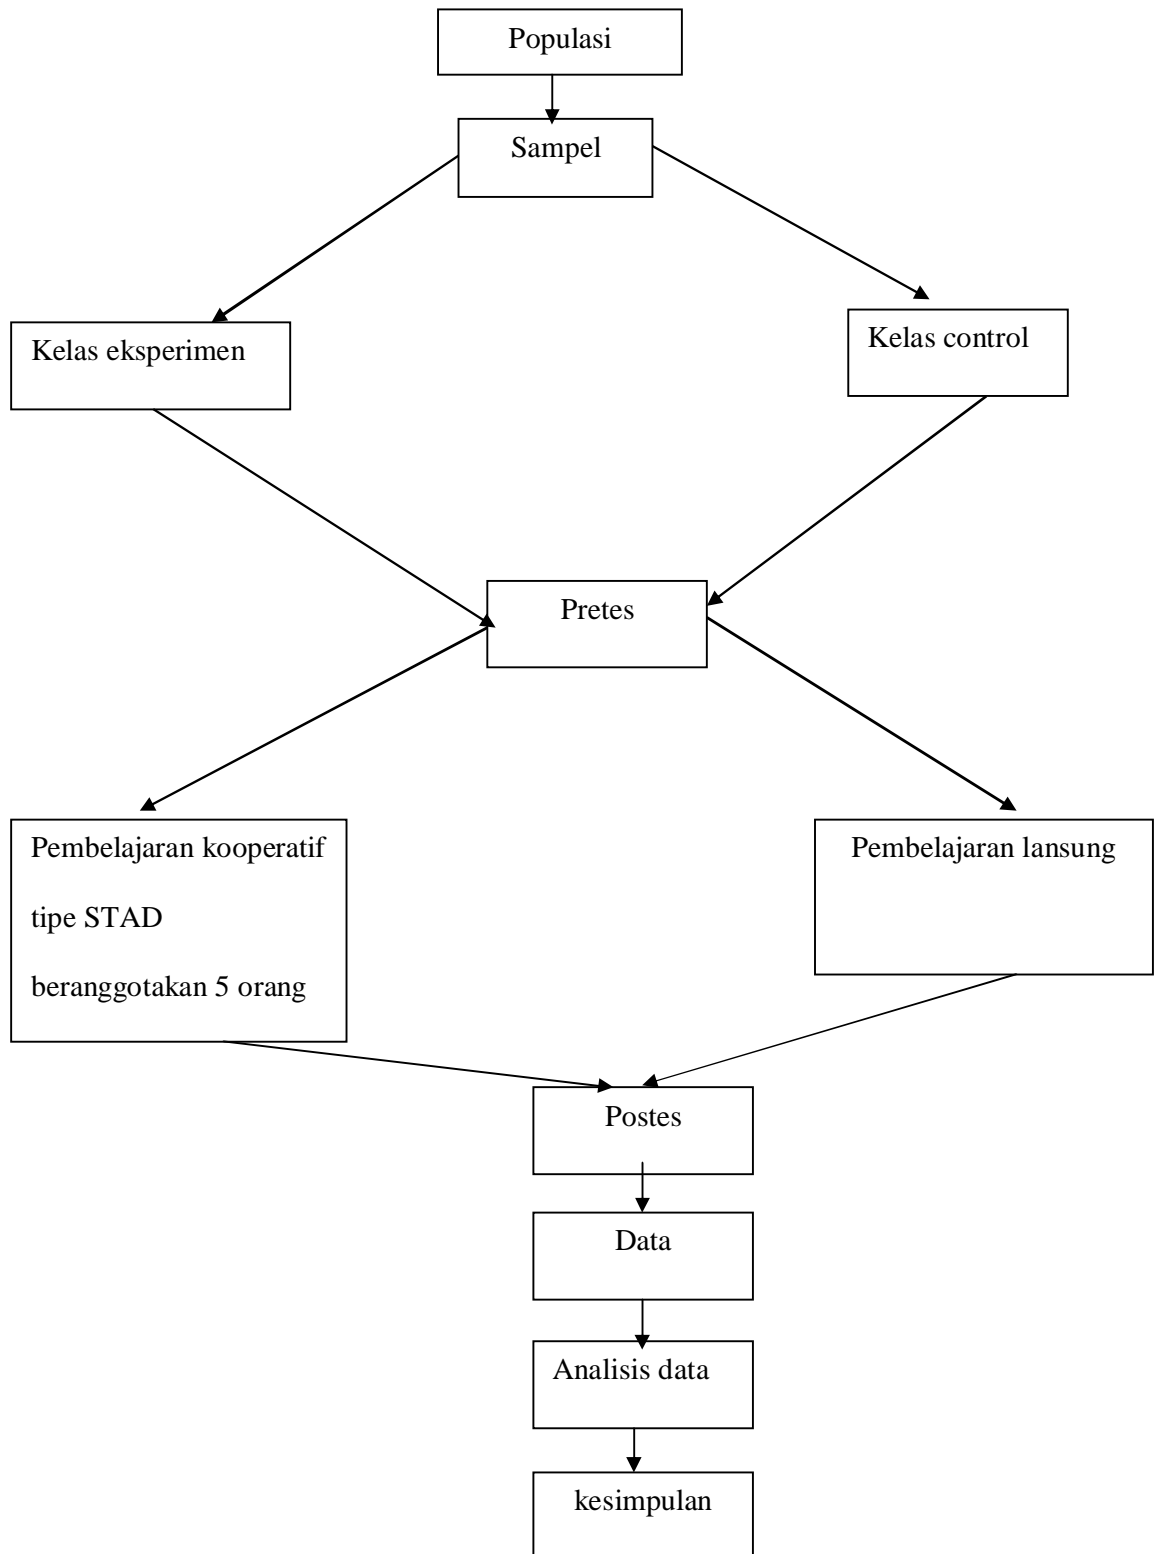 Populasi
Sampel
Kelas eksperimen
Kelas control
Pretes
Pembelajaran kooperatif
tipe STAD
beranggotakan 5 orang
Pembelajaran lansung
Postes
Data
Analisis data
kesimpulan